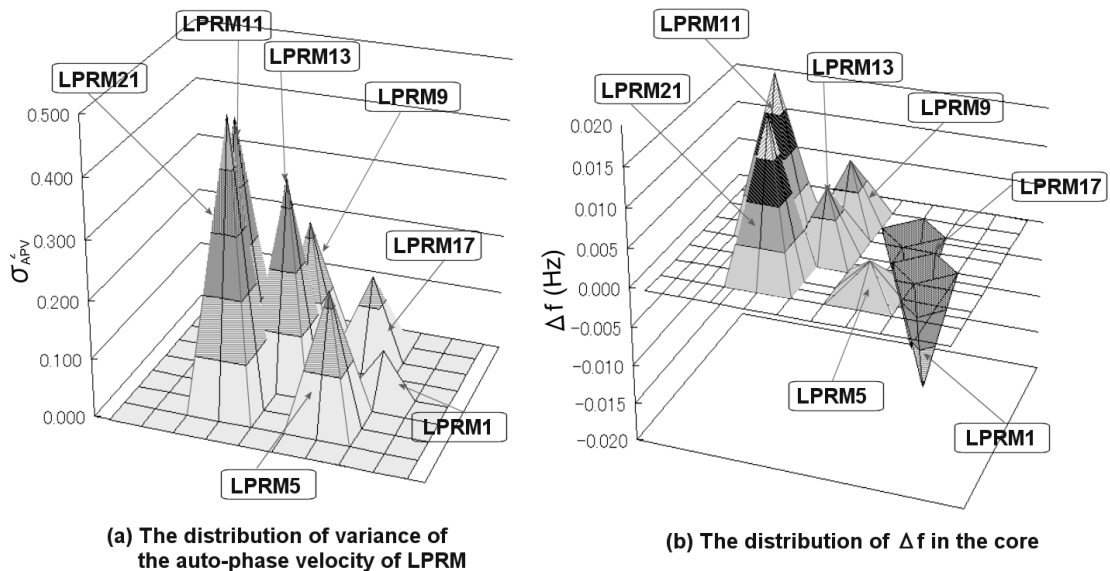 LPRM11
LPRM13
LPRM21
LPRM9
0.500
0.400
0.300
0.200
0.100
0.000
σ²APV
LPRM17
LPRM1
LPRM5
(a) The distribution of variance of
the auto-phase velocity of LPRM
LPRM11
LPRM13
LPRM21
LPRM9
LPRM17
0.020
0.015
0.010
0.005
0.000
−0.005
−0.010
−0.015
−0.020
Δf (Hz)
LPRM5
LPRM1
(b) The distribution of Δf in the core